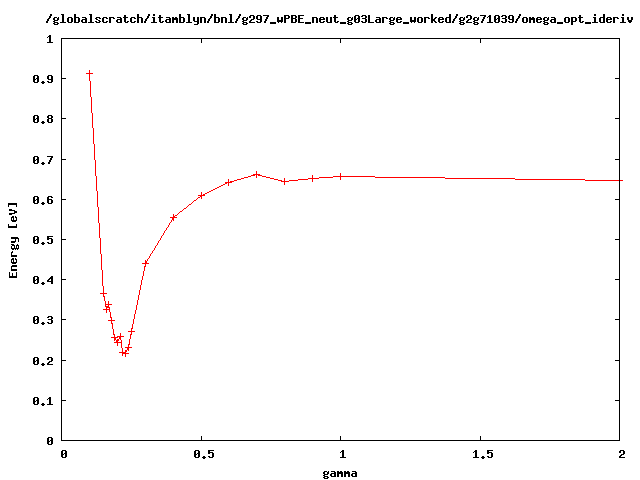 /globalscratch/itamblyn/bnl/g297_wPBE_neut_g03Large_worked/g2g71039/omega_opt_ideriv
1
0.9
0.8
0.7
0.6
0.5
0.4
0.3
0.2
0.1
0
Energy [eV]
0 0.5 1 1.5 2
gamma